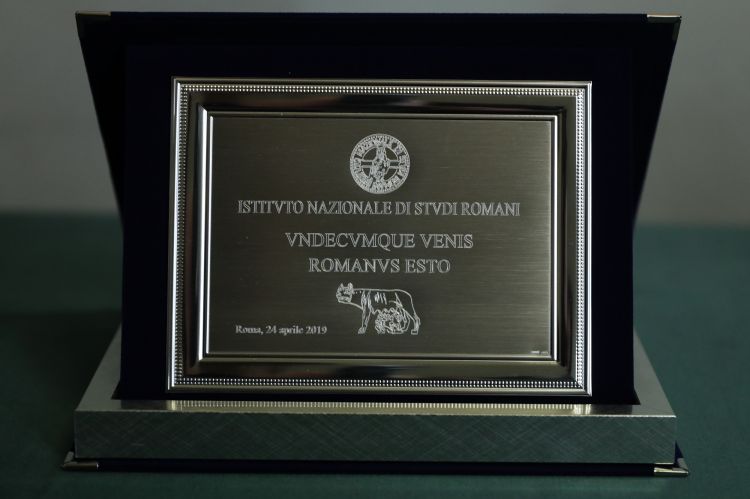 ISTITVTO NAZIONALE DI STVDI ROMANI
VNDECVMQVE VENIS
ROMANVS ESTO
Roma, 24 aprile 2019